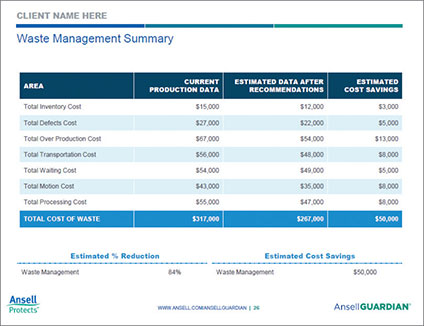 CLIENT NAME HERE
Waste Management Summary
AREA CURRENT PRODUCTION DATA ESTIMATED DATA AFTER RECOMMENDATIONS ESTIMATED COST SAVINGS
Total Inventory Cost $15,000 $12,000 $3,000
Total Defects Cost $27,000 $22,000 $5,000
Total Over Production Cost $67,000 $54,000 $13,000
Total Transportation Cost $56,000 $48,000 $8,000
Total Waiting Cost $54,000 $49,000 $5,000
Total Motion Cost $43,000 $35,000 $8,000
Total Processing Cost $55,000 $47,000 $8,000
TOTAL COST OF WASTE $317,000 $267,000 $50,000
Estimated % Reduction Estimated Cost Savings
Waste Management 84% Waste Management $50,000
Ansell
Protects™
WWW.ANSELL.COM/ANSELLGUARDIAN | 26
AnsellGUARDIAN®